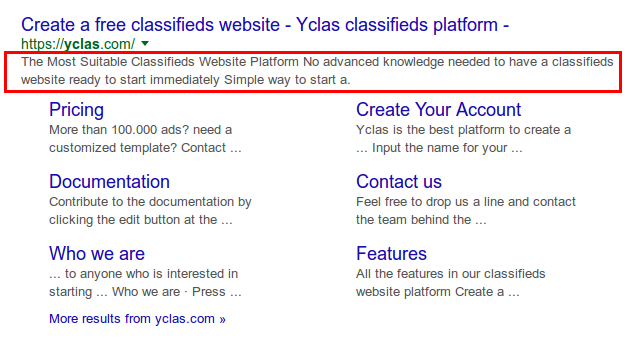 Create a free classifieds website - Yclas classifieds platform -
https://yclas.com/
The Most Suitable Classifieds Website Platform No advanced knowledge needed to have a classifieds
website ready to start immediately Simple way to start a.
Pricing
More than 100.000 ads? need a
customized template? Contact ...
Create Your Account
Yclas is the best platform to create a
... Input the name for your ...
Documentation
Contribute to the documentation by
clicking the edit button at the ...
Contact us
Feel free to drop us a line and contact
the team behind the ...
Who we are
... to anyone who is interested in
starting ... Who we are · Press ...
Features
All the features in our classifieds
website platform Create a ...
More results from yclas.com »